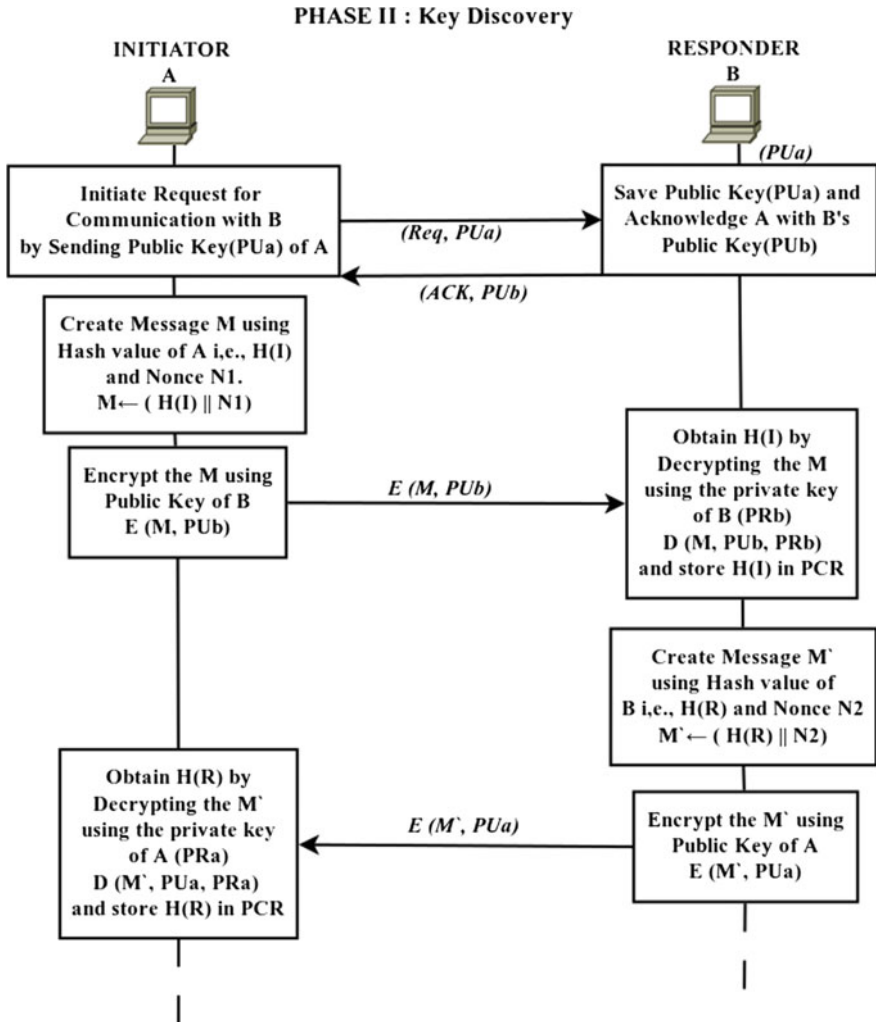 PHASE II : Key Discovery
INITIATOR
A
RESPONDER
B
(PUa)
Initiate Request for
Communication with B
by Sending Public Key(PUa) of A
(Req, PUa)
Save Public Key(PUa) and
Acknowledge A with B's
Public Key(PUb)
(ACK, PUb)
Create Message M using
Hash value of A i,e., H(I)
and Nonce N1.
M← ( H(I) || N1)
Encrypt the M using
Public Key of B
E (M, PUb)
E (M, PUb)
Obtain H(I) by
Decrypting the M
using the private key
of B (PRb)
D (M, PUb, PRb)
and store H(I) in PCR
Create Message M`
using Hash value of
B i,e., H(R) and Nonce N2
M`← ( H(R) || N2)
Encrypt the M` using
Public Key of A
E (M`, PUa)
E (M`, PUa)
Obtain H(R) by
Decrypting the M`
using the private key
of A (PRa)
D (M`, PUa, PRa)
and store H(R) in PCR